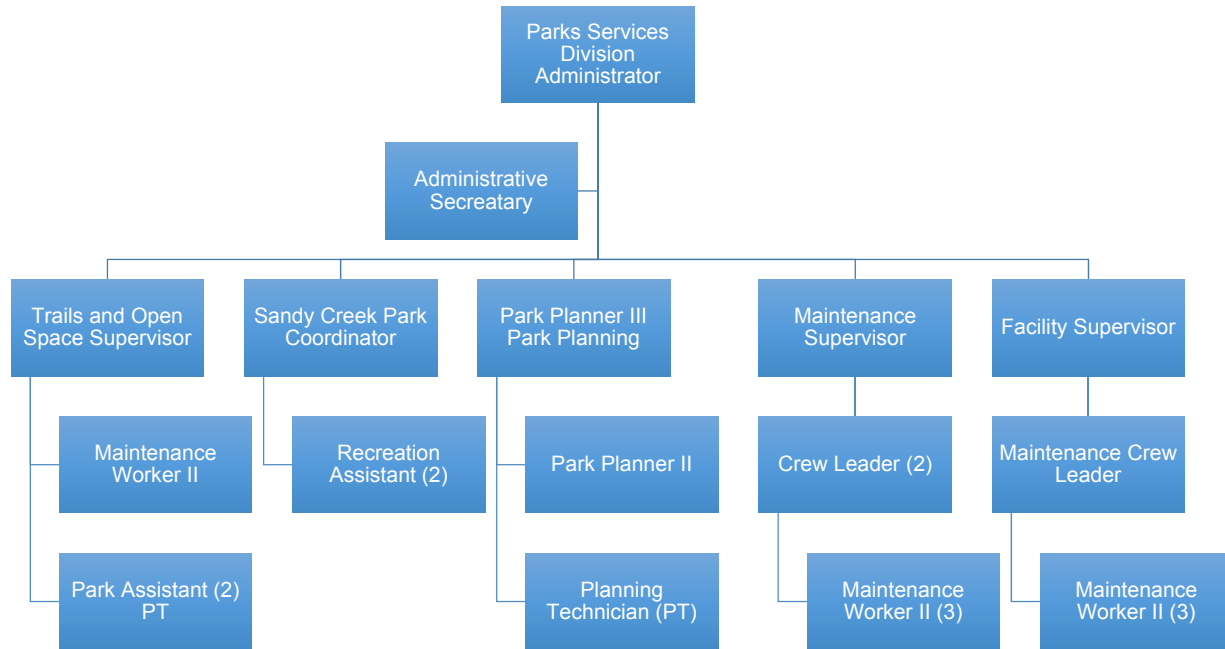 Parks Services
Division
Administrator
Administrative
Secreatary
Trails and Open
Space Supervisor
Sandy Creek Park
Coordinator
Park Planner III
Park Planning
Maintenance
Supervisor
Facility Supervisor
Maintenance
Worker II
Recreation
Assistant (2)
Park Planner II
Crew Leader (2)
Maintenance Crew
Leader
Park Assistant (2)
PT
Planning
Technician (PT)
Maintenance
Worker II (3)
Maintenance
Worker II (3)